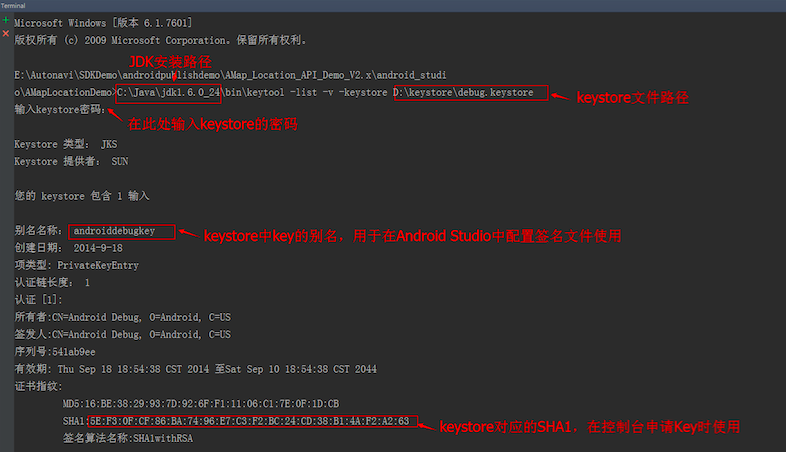 Terminal
Microsoft Windows [版本 6.1.7601]
版权所有 (c) 2009 Microsoft Corporation。保留所有权利。
JDK安装路径
E:\Autonavi\SDKDemo\androidpublishdemo\AMap_Location_API_Demo_V2.x\android_studi
o\AMapLocationDemo>C:\Java\jdk1.6.0_24\bin\keytool -list -v -keystore D:\keystore\debug.keystore
keystore文件路径
输入keystore密码:
在此处输入keystore的密码
Keystore 类型: JKS
Keystore 提供者: SUN
您的 keystore 包含 1 输入
别名名称: androiddebugkey
keystore中key的别名，用于在Android Studio中配置签名文件使用
创建日期: 2014-9-18
项类型: PrivateKeyEntry
认证链长度: 1
认证 [1]:
所有者:CN=Android Debug, O=Android, C=US
签发人:CN=Android Debug, O=Android, C=US
序列号:541ab9ee
有效期: Thu Sep 18 18:54:38 CST 2014 至Sat Sep 10 18:54:38 CST 2044
证书指纹:
MD5:16:BE:38:29:93:7D:92:6F:F1:11:06:C1:7E:0F:1D:CB
SHA1:5E:F3:0F:CF:86:BA:74:96:E7:C3:F2:BC:24:CD:38:B1:4A:F2:A2:63
keystore对应的SHA1，在控制台申请Key时使用
签名算法名称:SHA1withRSA